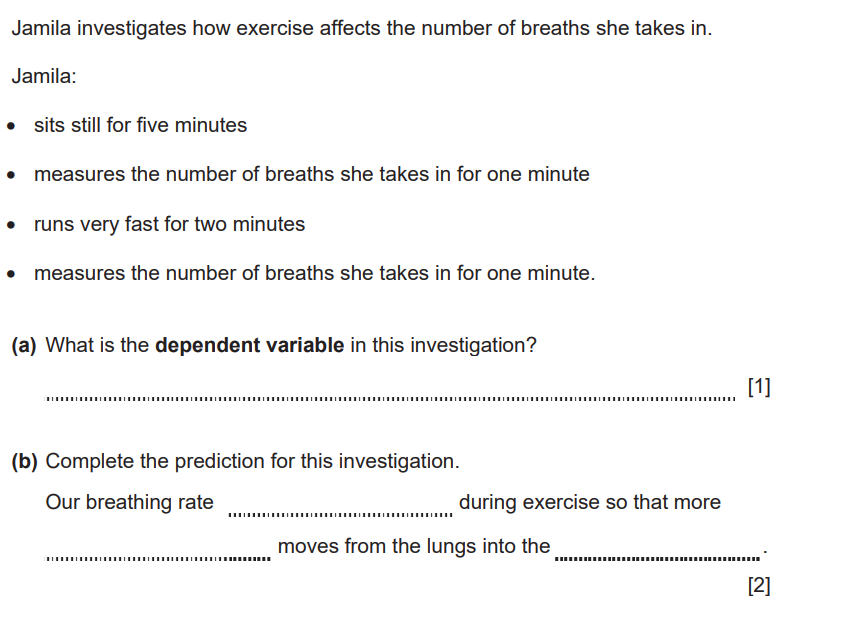 Jamila investigates how exercise affects the number of breaths she takes in.
Jamila:
• sits still for five minutes
• measures the number of breaths she takes in for one minute
• runs very fast for two minutes
• measures the number of breaths she takes in for one minute.
(a) What is the dependent variable in this investigation?
[1]
(b) Complete the prediction for this investigation.
Our breathing rate ........................ during exercise so that more
........................ moves from the lungs into the ........................ .
[2]